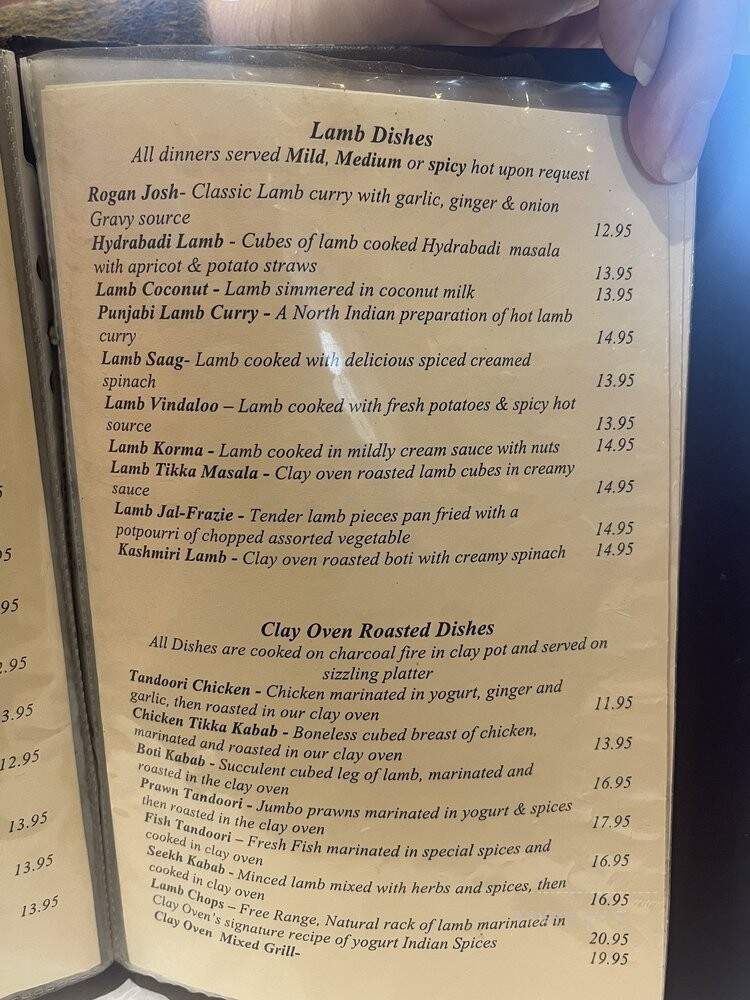 Lamb Dishes
All dinners served Mild, Medium or spicy hot upon request
Rogan Josh- Classic Lamb curry with garlic, ginger & onion
Gravy source 12.95
Hydrabadi Lamb - Cubes of lamb cooked Hydrabadi masala
with apricot & potato straws 13.95
Lamb Coconut - Lamb simmered in coconut milk 13.95
Punjabi Lamb Curry - A North Indian preparation of hot lamb
curry 14.95
Lamb Saag- Lamb cooked with delicious spiced creamed
spinach 13.95
Lamb Vindaloo – Lamb cooked with fresh potatoes & spicy hot
source 13.95
Lamb Korma - Lamb cooked in mildly cream sauce with nuts 14.95
Lamb Tikka Masala - Clay oven roasted lamb cubes in creamy
sauce 14.95
Lamb Jal-Frazie - Tender lamb pieces pan fried with a
potpourri of chopped assorted vegetable 14.95
Kashmiri Lamb - Clay oven roasted boti with creamy spinach 14.95
Clay Oven Roasted Dishes
All Dishes are cooked on charcoal fire in clay pot and served on
sizzling platter
Tandoori Chicken - Chicken marinated in yogurt, ginger and
garlic, then roasted in our clay oven 11.95
Chicken Tikka Kabab - Boneless cubed breast of chicken,
marinated and roasted in our clay oven 13.95
Boti Kabab - Succulent cubed leg of lamb, marinated and
roasted in the clay oven 16.95
Prawn Tandoori - Jumbo prawns marinated in yogurt & spices
then roasted in the clay oven 17.95
Fish Tandoori – Fresh Fish marinated in special spices and
cooked in clay oven 16.95
Seekh Kabab - Minced lamb mixed with herbs and spices, then
cooked in clay oven 16.95
Lamb Chops – Free Range, Natural rack of lamb marinated in
Clay Oven's signature recipe of yogurt Indian Spices 20.95
Clay Oven Mixed Grill- 19.95
5
95
95
2.95
3.95
12.95
13.95
13.95
13.95